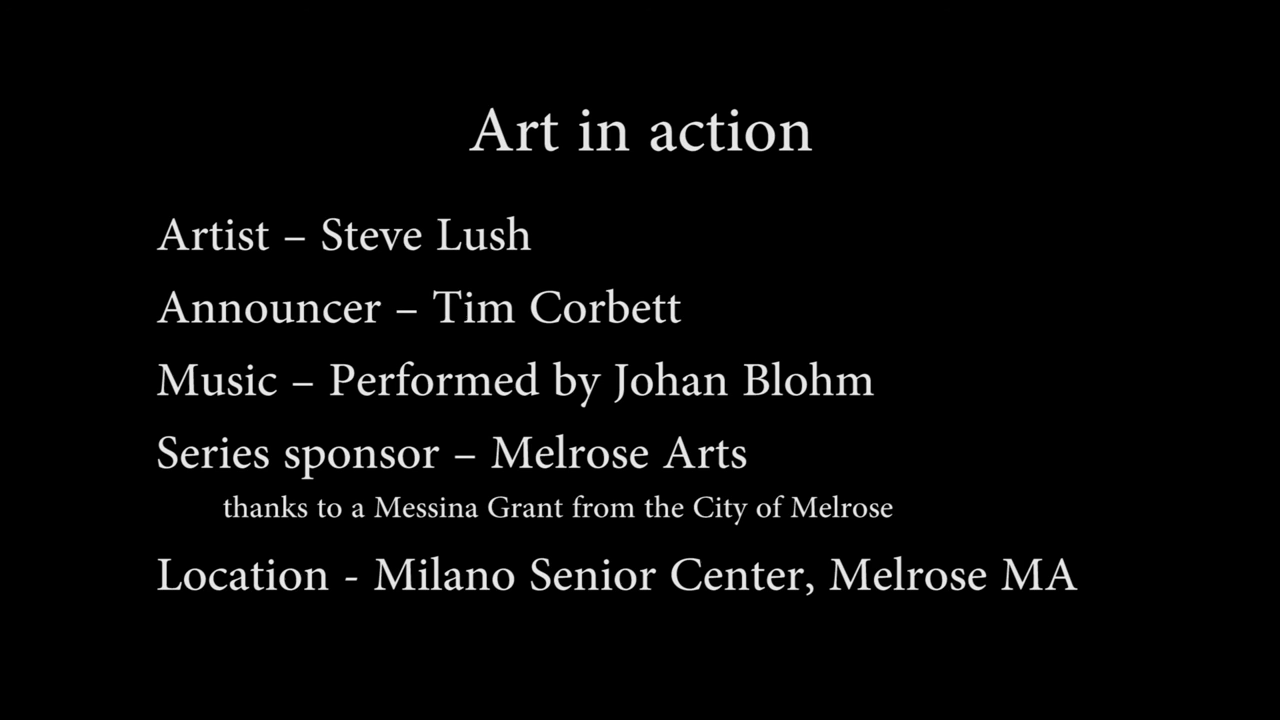 Art in action
Artist – Steve Lush
Announcer – Tim Corbett
Music – Performed by Johan Blohm
Series sponsor – Melrose Arts
thanks to a Messina Grant from the City of Melrose
Location - Milano Senior Center, Melrose MA